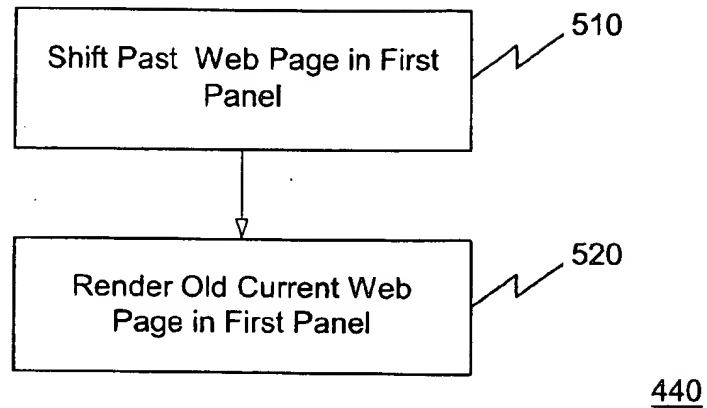 510
Shift Past Web Page in First
Panel
520
Render Old Current Web
Page in First Panel
440